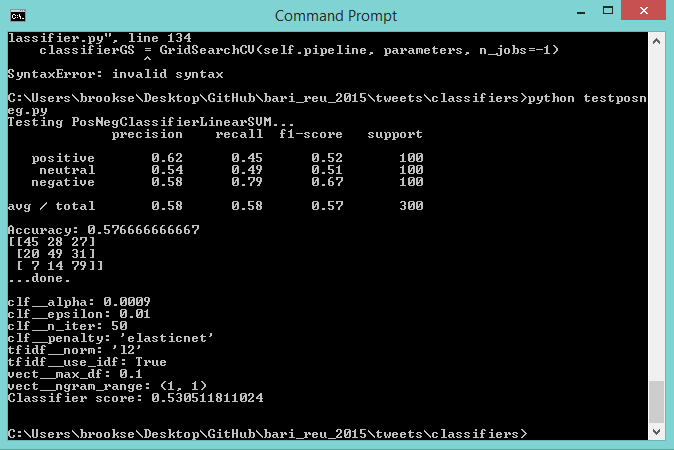 Command Prompt
lassifier.py", line 134
classifierGS = GridSearchCV(self.pipeline, parameters, n_jobs=-1)
^
SyntaxError: invalid syntax
C:\Users\brookse\Desktop\GitHub\bari_reu_2015\tweets\classifiers>python testposn
eg.py
Testing PosNegClassifierLinearSVM...
precision recall f1-score support
positive 0.62 0.45 0.52 100
neutral 0.54 0.49 0.51 100
negative 0.58 0.79 0.67 100
avg / total 0.58 0.58 0.57 300
Accuracy: 0.576666666667
[[45 28 27]
[20 49 31]
[ 7 14 79]]
...done.
clf__alpha: 0.0009
clf__epsilon: 0.01
clf__n_iter: 50
clf__penalty: 'elasticnet'
tfidf__norm: 'l2'
tfidf__use_idf: True
vect__max_df: 0.1
vect__ngram_range: (1, 1)
Classifier score: 0.530511811024
C:\Users\brookse\Desktop\GitHub\bari_reu_2015\tweets\classifiers>